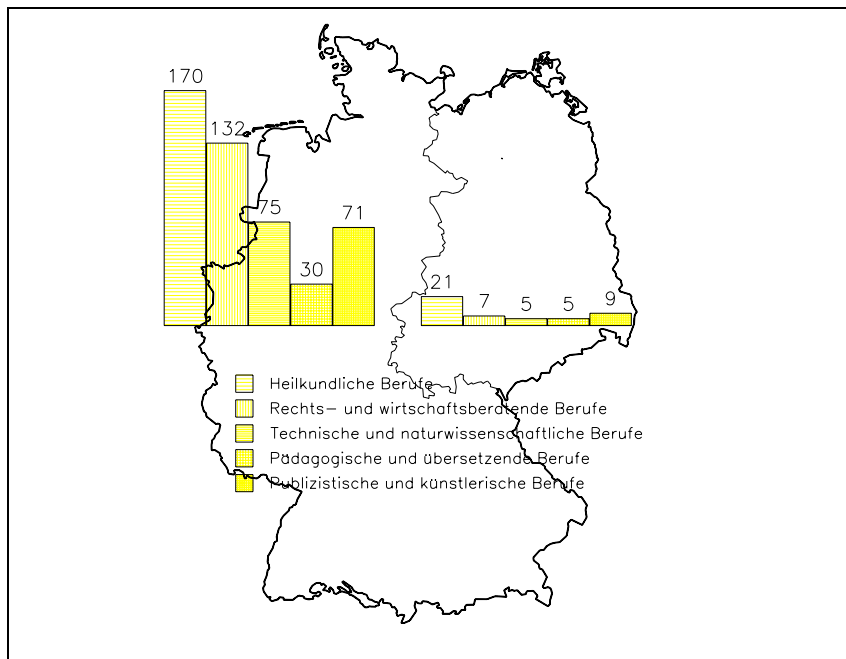 170
132
75
30
71
21
7
5
5
9
Heilkundliche Berufe
Rechts- und wirtschaftsberatende Berufe
Technische und naturwissenschaftliche Berufe
Pädagogische und übersetzende Berufe
Publizistische und künstlerische Berufe